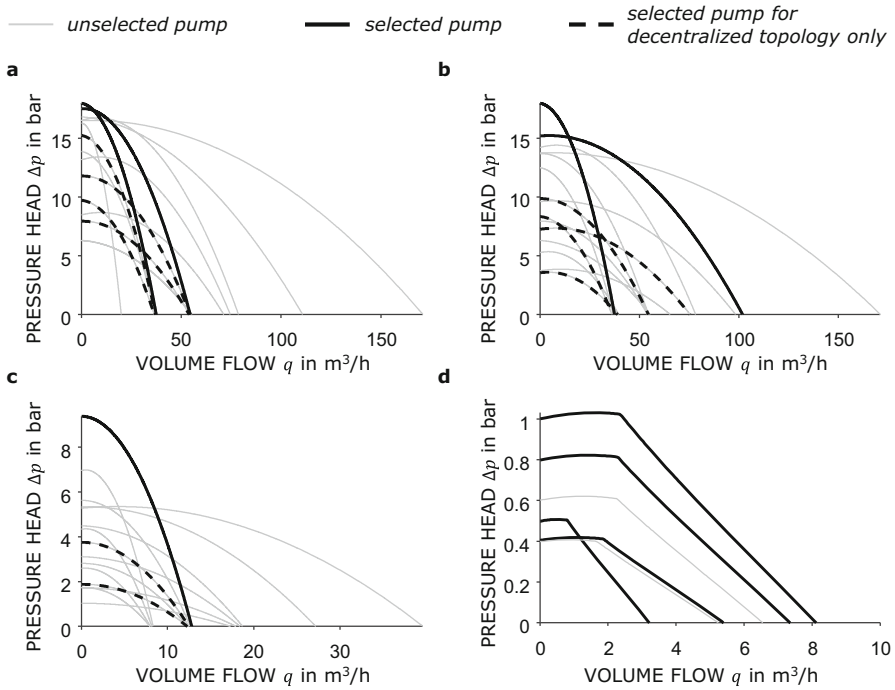 unselected pump
selected pump
selected pump for
decentralized topology only
a
PRESSURE HEAD Δp in bar
15
10
5
0
0
50
100
150
VOLUME FLOW q in m³/h
b
PRESSURE HEAD Δp in bar
15
10
5
0
0
50
100
150
VOLUME FLOW q in m³/h
c
PRESSURE HEAD Δp in bar
8
6
4
2
0
0
10
20
30
VOLUME FLOW q in m³/h
d
PRESSURE HEAD Δp in bar
1
0.8
0.6
0.4
0.2
0
0
2
4
6
8
10
VOLUME FLOW q in m³/h